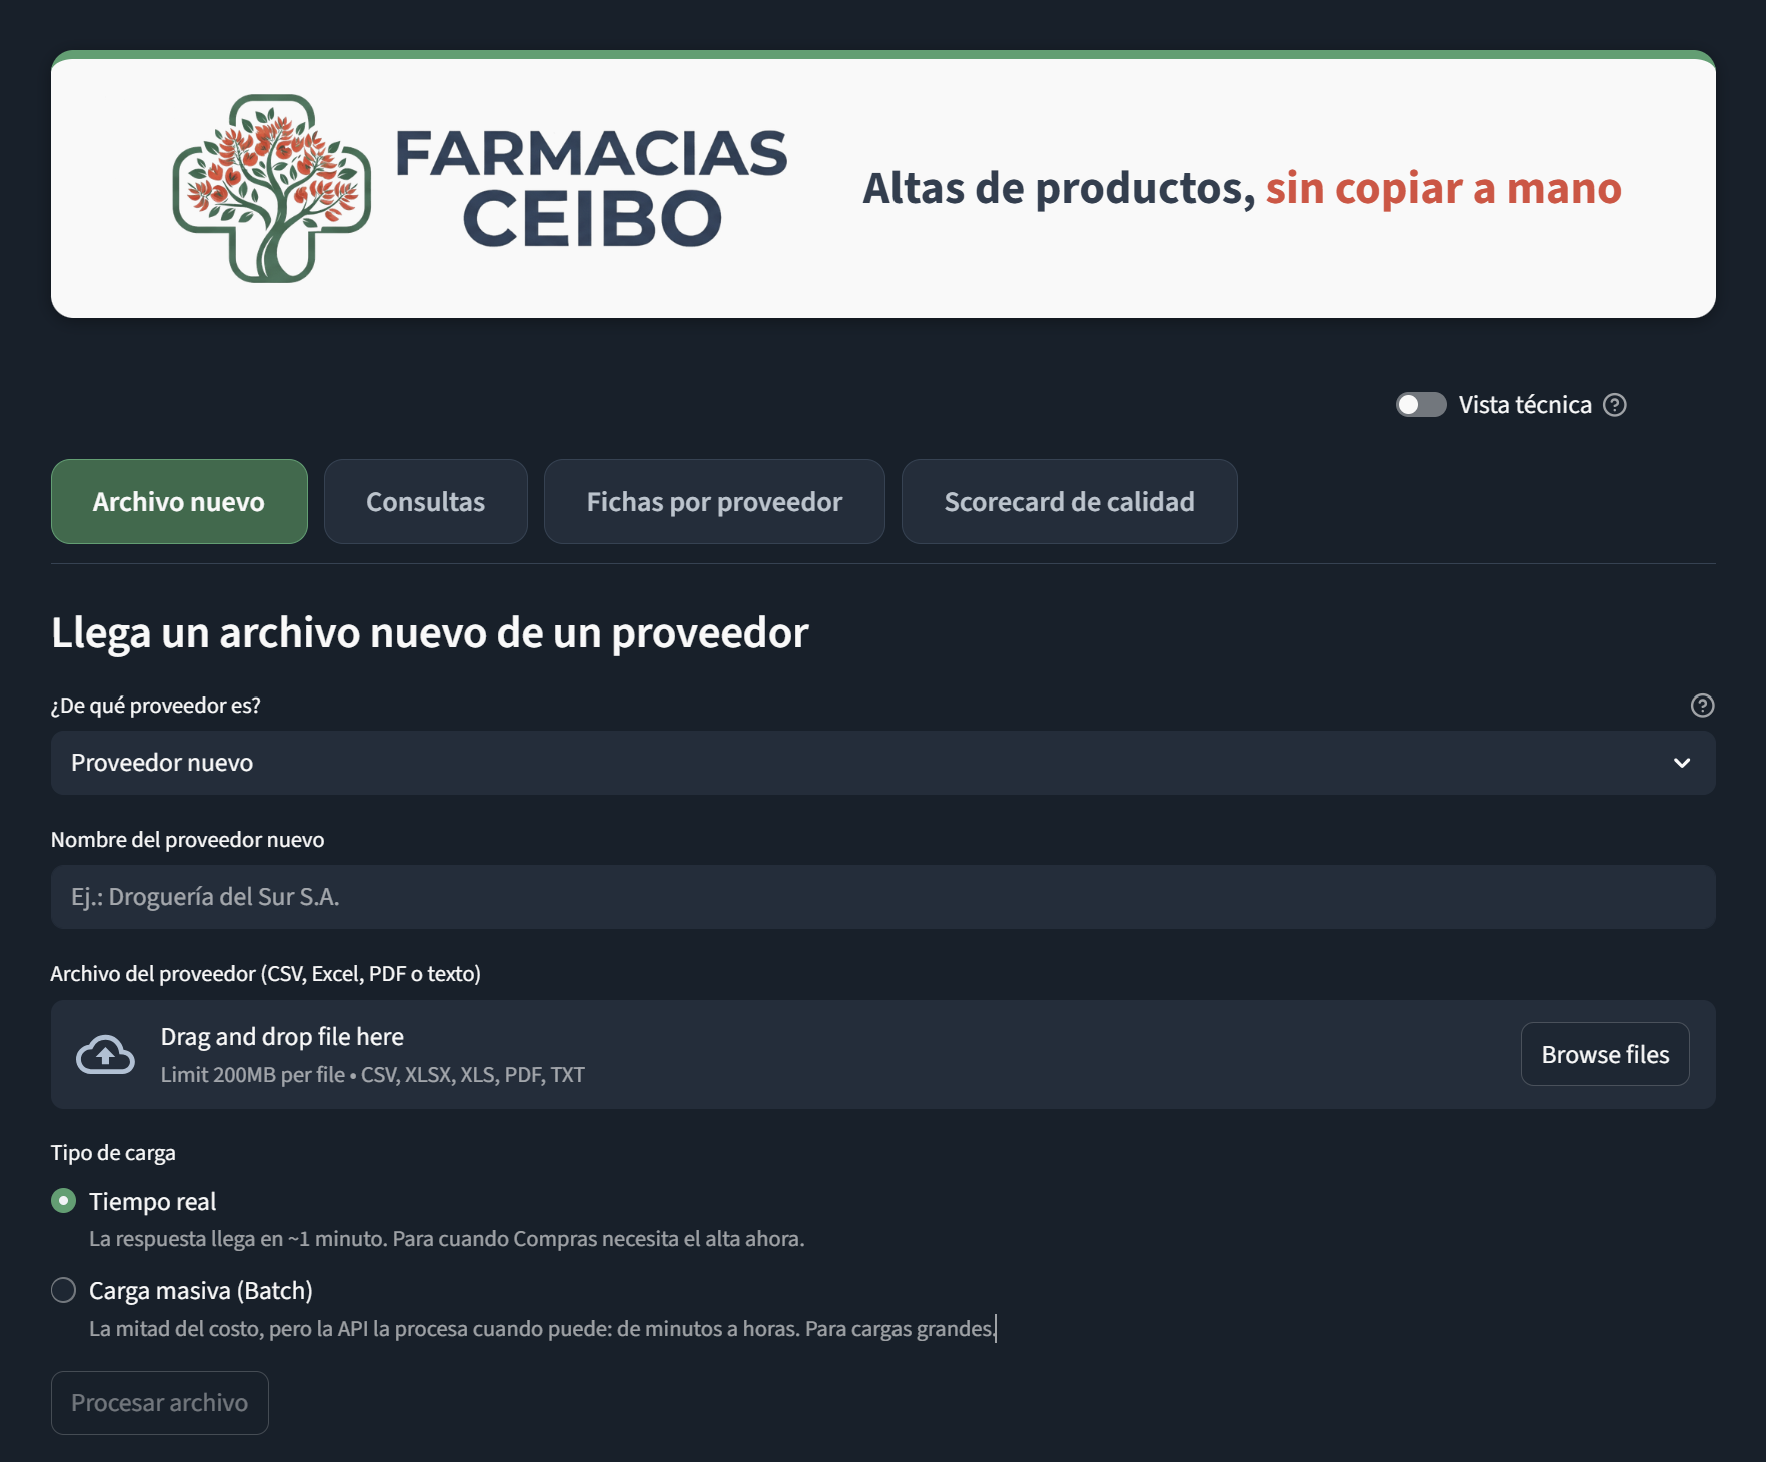 FARMACIAS
CEIBO
Altas de productos, sin copiar a mano
Vista técnica
Archivo nuevo
Consultas
Fichas por proveedor
Scorecard de calidad
Llega un archivo nuevo de un proveedor
¿De qué proveedor es?
Proveedor nuevo
Nombre del proveedor nuevo
Ej.: Droguería del Sur S.A.
Archivo del proveedor (CSV, Excel, PDF o texto)
Drag and drop file here
Limit 200MB per file • CSV, XLSX, XLS, PDF, TXT
Browse files
Tipo de carga
Tiempo real
La respuesta llega en ~1 minuto. Para cuando Compras necesita el alta ahora.
Carga masiva (Batch)
La mitad del costo, pero la API la procesa cuando puede: de minutos a horas. Para cargas grandes.
Procesar archivo